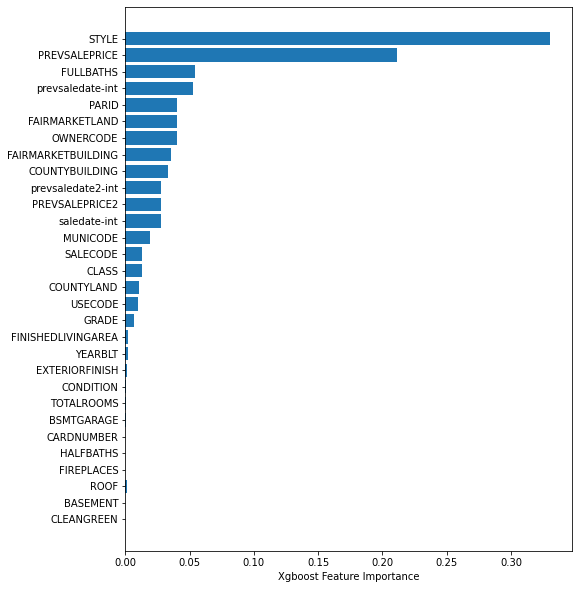 STYLE
PREVSALEPRICE
FULLBATHS
prevsaledate-int
PARID
FAIRMARKETLAND
OWNERCODE
FAIRMARKETBUILDING
COUNTYBUILDING
prevsaledate2-int
PREVSALEPRICE2
saledate-int
MUNICODE
SALECODE
CLASS
COUNTYLAND
USECODE
GRADE
FINISHEDLIVINGAREA
YEARBLT
EXTERIORFINISH
CONDITION
TOTALROOMS
BSMTGARAGE
CARDNUMBER
HALFBATHS
FIREPLACES
ROOF
BASEMENT
CLEANGREEN
0.00 0.05 0.10 0.15 0.20 0.25 0.30
Xgboost Feature Importance